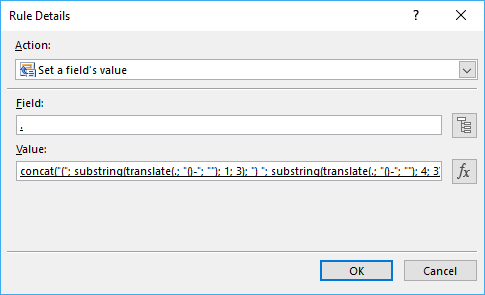 Rule Details
?
Action:
Set a field's value
Field:
.
Value:
concat("("; substring(translate(.; "()-"; ""); 1; 3); ") "; substring(translate(.; "()-"; ""); 4; 3)
fx
OK
Cancel